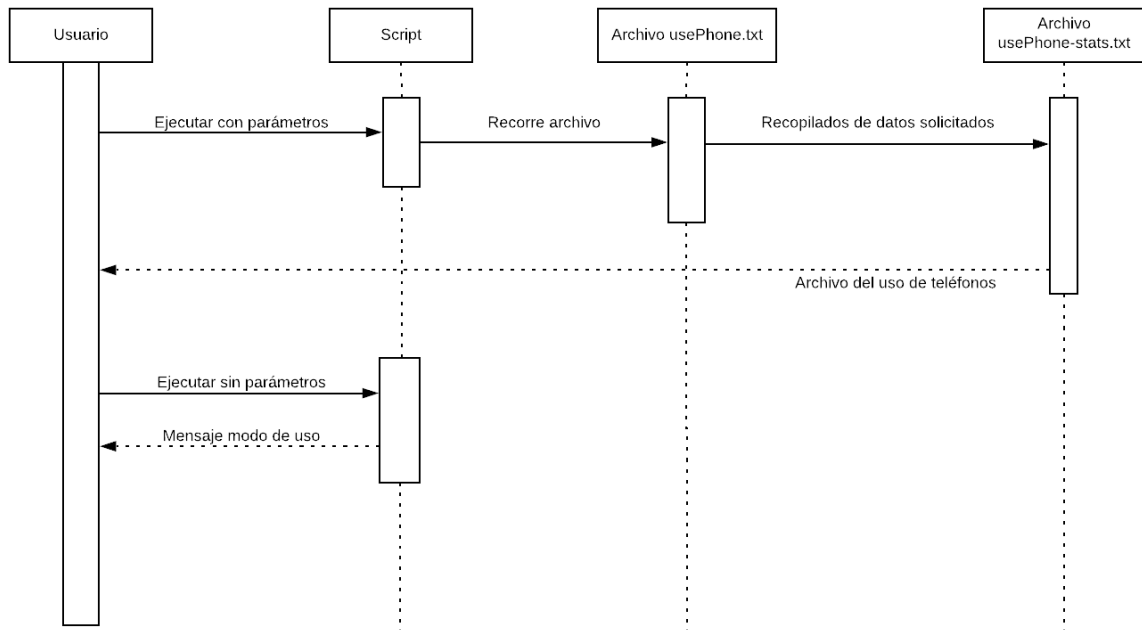 Usuario
Script
Archivo usePhone.txt
Archivo
usePhone-stats.txt
Ejecutar con parámetros
Recorre archivo
Recopilados de datos solicitados
Archivo del uso de teléfonos
Ejecutar sin parámetros
Mensaje modo de uso